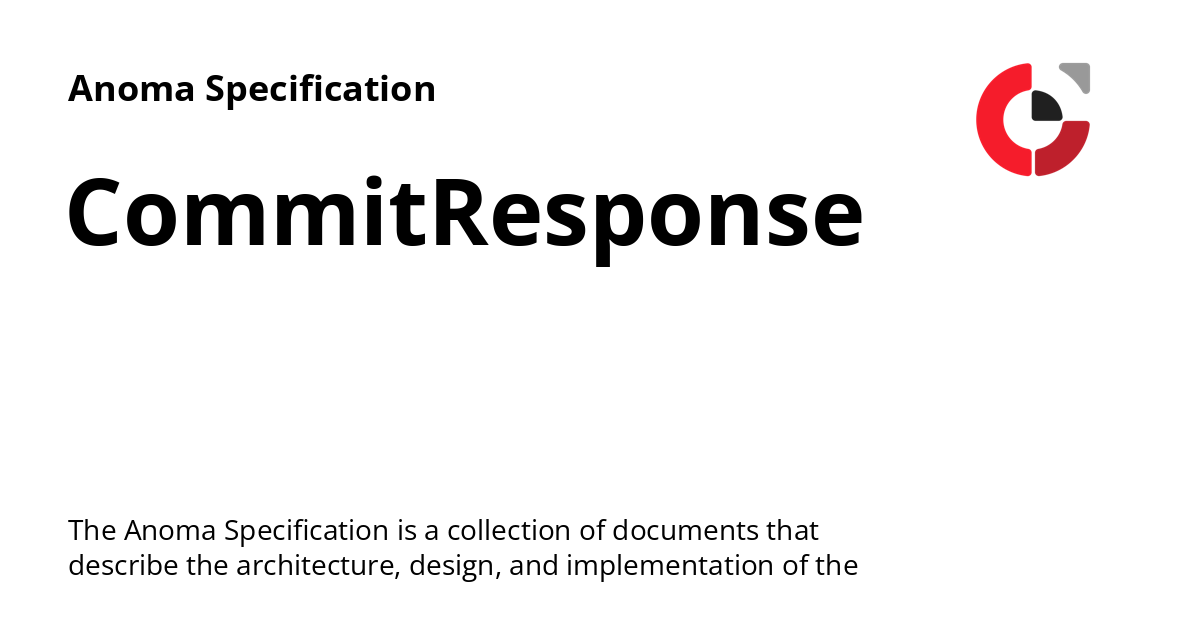 Anoma Specification
CommitResponse
The Anoma Specification is a collection of documents that
describe the architecture, design, and implementation of the